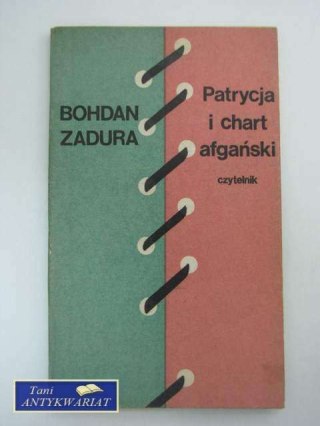 BOHDAN
ZADURA
Patrycja
i chart
afgański
czytelnik
Tani
ANTYKWARIAT